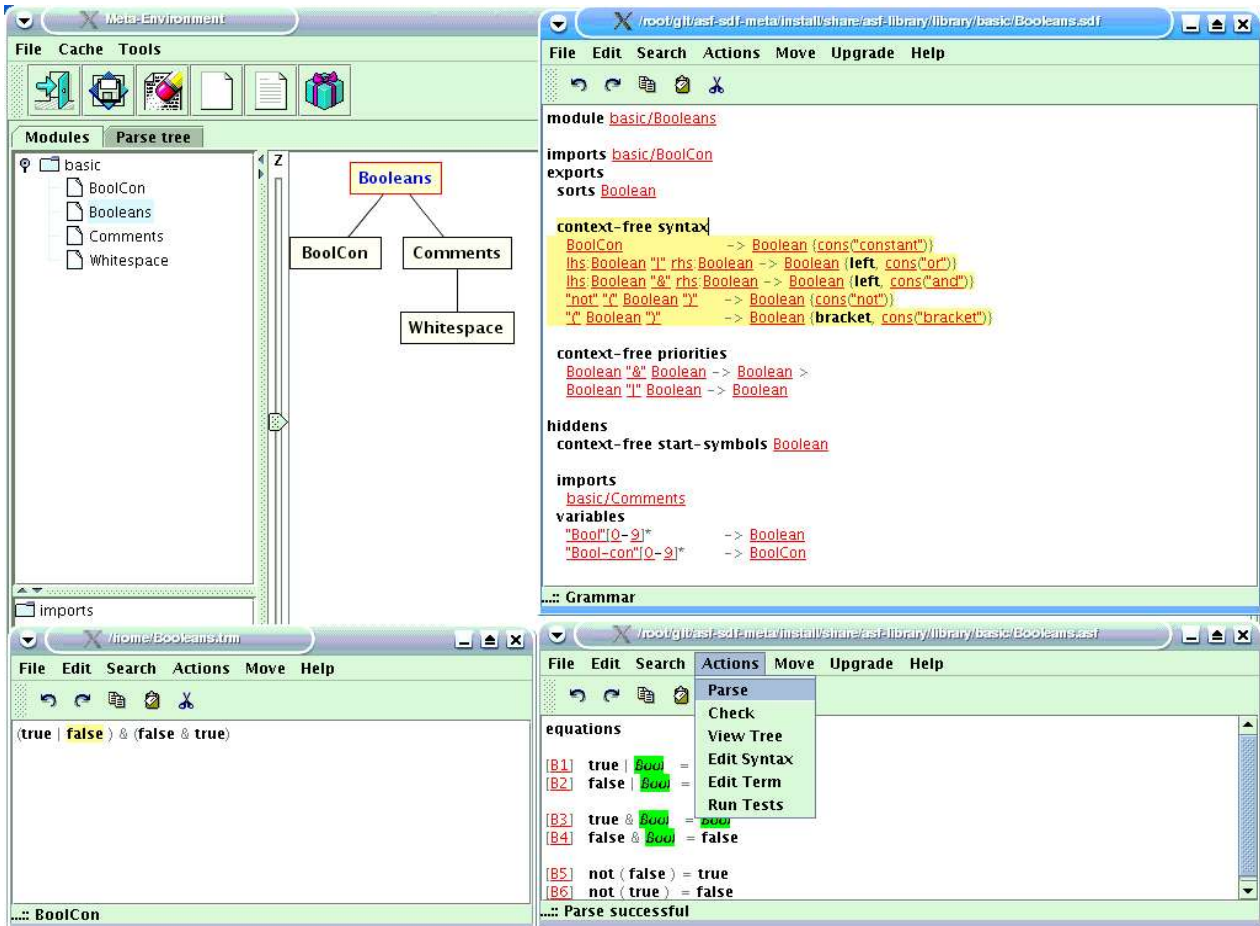 Meta-Environment
File Cache Tools
Modules Parse tree
basic
BoolCon
Booleans
Comments
Whitespace
Z
Booleans
BoolCon Comments
Whitespace
imports
/root/git/asf-sdf-meta/install/share/asf-library/library/basic/Booleans.sdf
File Edit Search Actions Move Upgrade Help
module basic/Booleans
imports basic/BoolCon
exports
sorts Boolean
context-free syntax
BoolCon -> Boolean {cons("constant")}
lhs:Boolean "|" rhs:Boolean -> Boolean {left, cons("or")}
lhs:Boolean "&" rhs:Boolean -> Boolean {left, cons("and")}
"not" "(" Boolean ")" -> Boolean {cons("not")}
"(" Boolean ")" -> Boolean {bracket, cons("bracket")}
context-free priorities
Boolean "&" Boolean -> Boolean >
Boolean "|" Boolean -> Boolean
hiddens
context-free start-symbols Boolean
imports
basic/Comments
variables
"Bool"[0-9]* -> Boolean
"Bool-con"[0-9]* -> BoolCon
...:: Grammar
/home/Booleans.trm
File Edit Search Actions Move Help
(true | false ) & (false & true)
...:: BoolCon
/root/git/asf-sdf-meta/install/share/asf-library/library/basic/Booleans.asf
File Edit Search Actions Move Upgrade Help
Parse
Check
View Tree
Edit Syntax
Edit Term
Run Tests
equations
[B1] true | Bool =
[B2] false | Bool =
[B3] true & Bool = Bool
[B4] false & Bool = false
[B5] not ( false ) = true
[B6] not ( true ) = false
...:: Parse successful